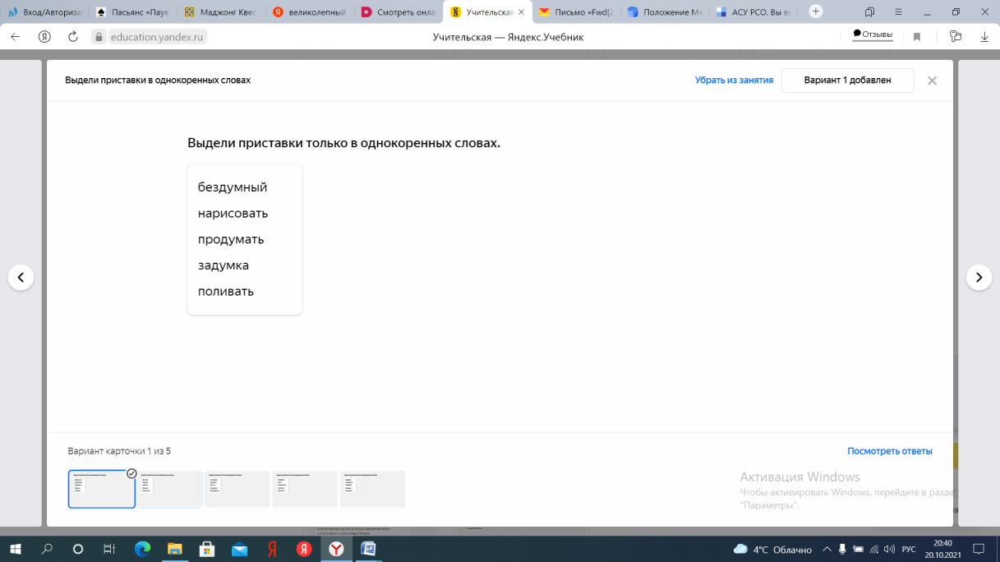 Вход/Авториза
Пасьянс «Паук
Маджонг Квес
великолепный
Смотреть онла
Учительская
Письмо «Fwd[2
Положение Ме
АСУ РСО. Вы вы
education.yandex.ru
Учительская — Яндекс.Учебник
Отзывы
Выдели приставки в однокоренных словах
Убрать из занятия
Вариант 1 добавлен
Выдели приставки только в однокоренных словах.
бездумный
нарисовать
продумать
задумка
поливать
Вариант карточки 1 из 5
Посмотреть ответы
Активация Windows
Чтобы активировать Windows, перейдите в разде
"Параметры".
4°C Облачно
РУС
20:40
20.10.2021